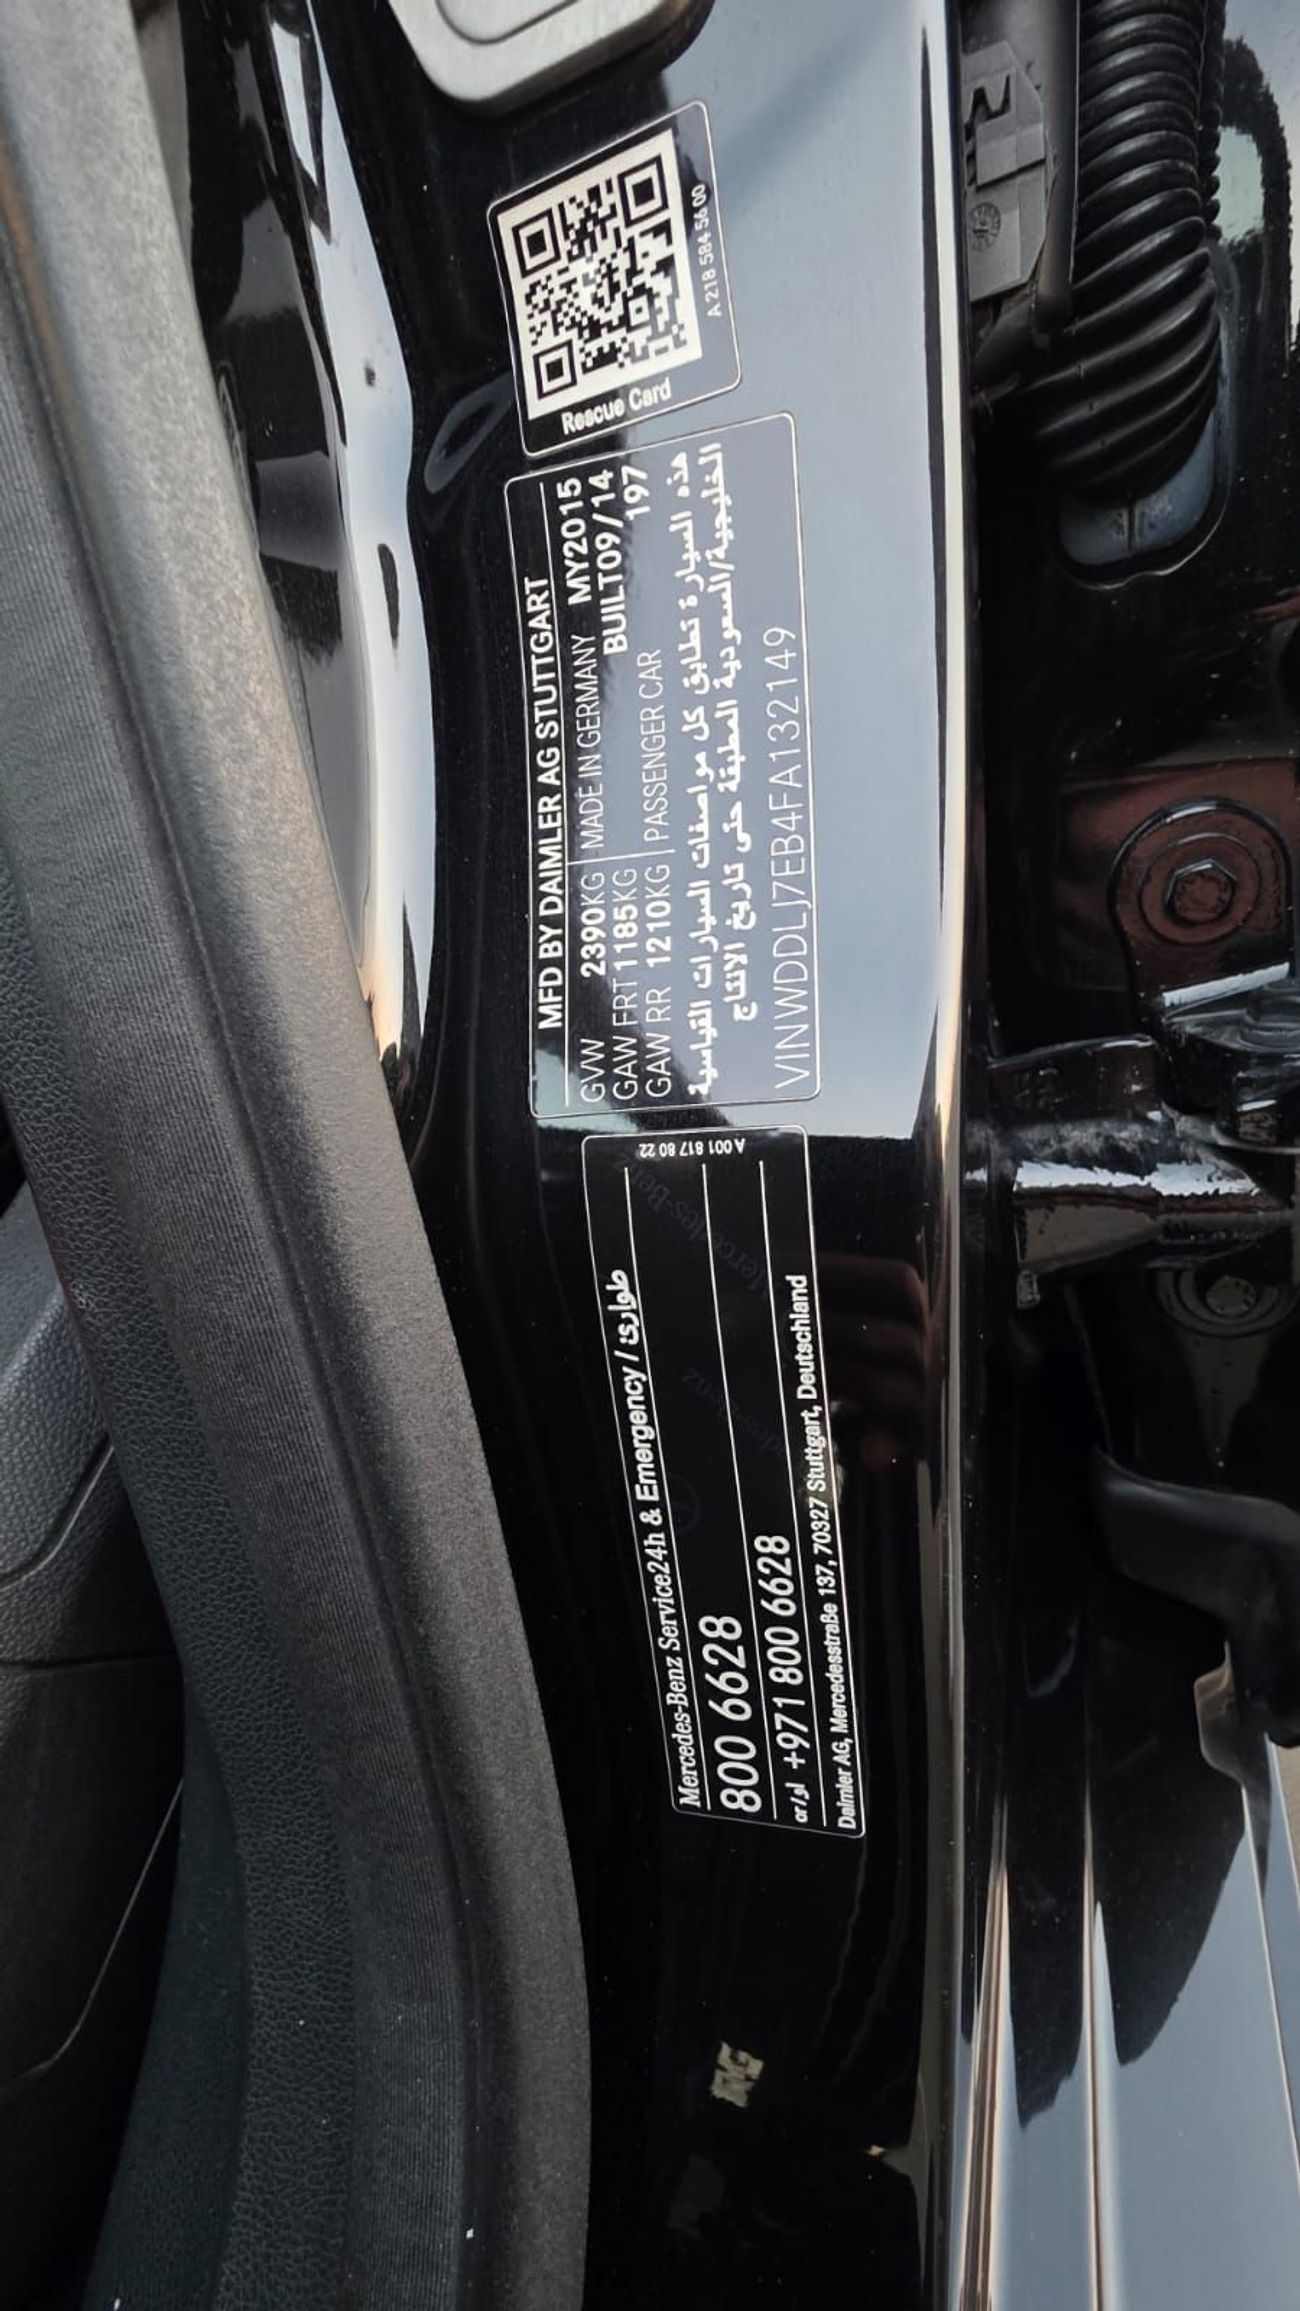 A 218 584 56 00
Rescue Card
MFD BY DAIMLER AG STUTTGART
GVW 2390KG MADE IN GERMANY MY2015
GAW FRT 1185KG BUILT09/14
GAW RR 1210KG PASSENGER CAR 197
هذه السيارة تطابق كل مواصفات السيارات القياسية
الخليجية/السعودية المطبقة حتى تاريخ الانتاج
VINWDDLJ7EB4FA132149
A 001 817 80 22
Mercedes-Benz Service24h & Emergency / طوارئ
800 6628
or/او +971 800 6628
Daimler AG, Mercedesstraße 137, 70327 Stuttgart, Deutschland